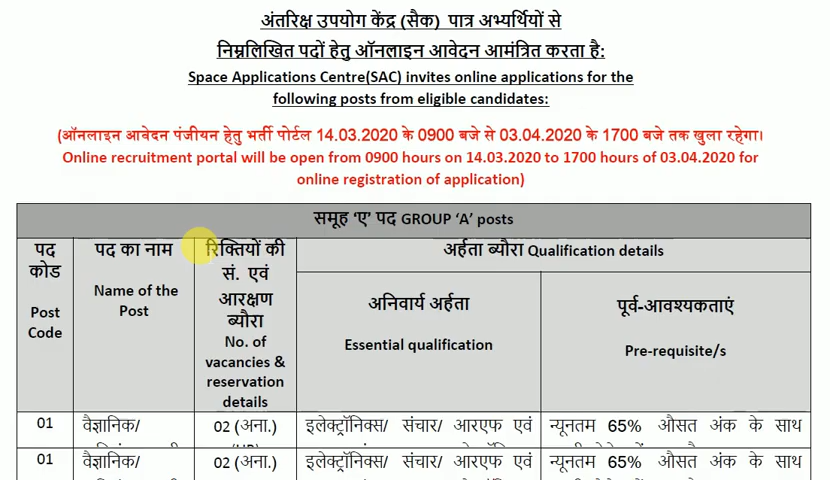 अंतरिक्ष उपयोग केंद्र (सैक) पात्र अभ्यर्थियों से
निम्नलिखित पदों हेतु ऑनलाइन आवेदन आमंत्रित करता है:
Space Applications Centre(SAC) invites online applications for the
following posts from eligible candidates:
(ऑनलाइन आवेदन पंजीयन हेतु भर्ती पोर्टल 14.03.2020 के 0900 बजे से 03.04.2020 के 1700 बजे तक खुला रहेगा।
Online recruitment portal will be open from 0900 hours on 14.03.2020 to 1700 hours of 03.04.2020 for
online registration of application)
समूह ‘ए’ पद GROUP ‘A’ posts
पद
कोड
Post
Code
पद का नाम
Name of the
Post
रिक्तियों की
सं. एवं
आरक्षण
ब्यौरा
No. of
vacancies &
reservation
details
अर्हता ब्यौरा Qualification details
अनिवार्य अर्हता
Essential qualification
पूर्व-आवश्यकताएं
Pre-requisite/s
01 वैज्ञानिक/ 02 (अना.) इलेक्ट्रॉनिक्स/ संचार/ आरएफ एवं न्यूनतम 65% औसत अंक के साथ
01 वैज्ञानिक/ 02 (अना.) इलेक्ट्रॉनिक्स/ संचार/ आरएफ एवं न्यूनतम 65% औसत अंक के साथ